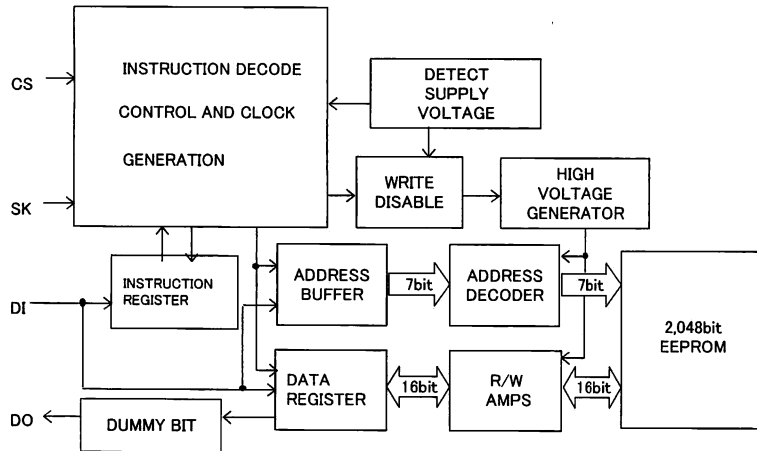 CS
SK
DI
DO
INSTRUCTION DECODE
CONTROL AND CLOCK
GENERATION
DETECT
SUPPLY
VOLTAGE
WRITE
DISABLE
HIGH
VOLTAGE
GENERATOR
INSTRUCTION
REGISTER
ADDRESS
BUFFER
7bit
ADDRESS
DECODER
7bit
2,048bit
EEPROM
DATA
REGISTER
16bit
R/W
AMPS
16bit
DUMMY BIT